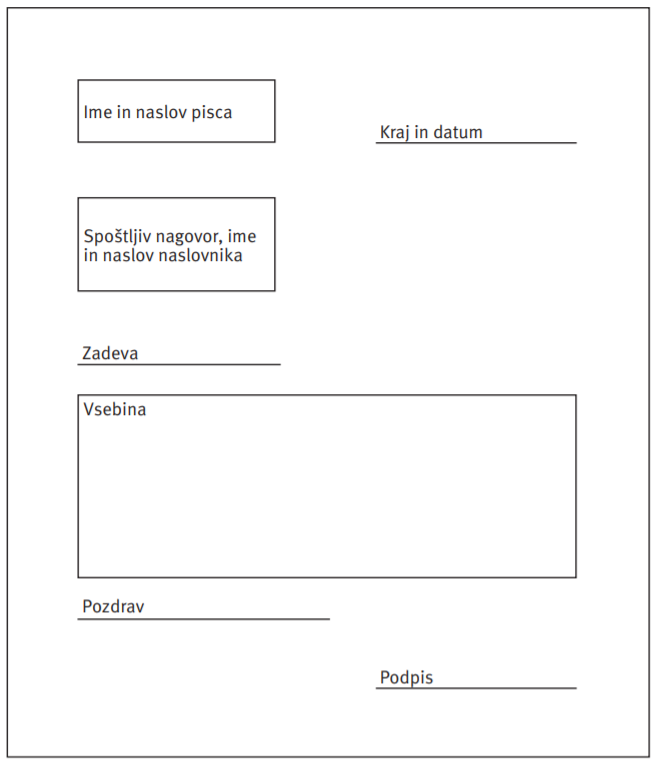 Ime in naslov pisca
Kraj in datum
Spoštljiv nagovor, ime
in naslov naslovnika
Zadeva
Vsebina
Pozdrav
Podpis